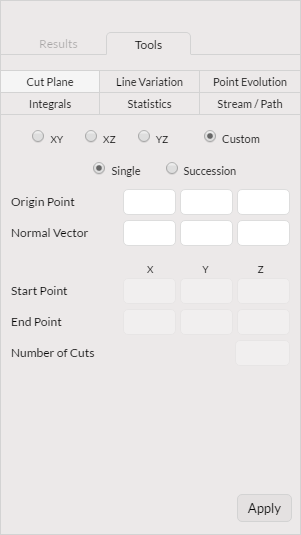 Results Tools
Cut Plane Line Variation Point Evolution
Integrals Statistics Stream / Path
XY XZ YZ Custom
Single Succession
Origin Point
Normal Vector
X Y Z
Start Point
End Point
Number of Cuts
Apply